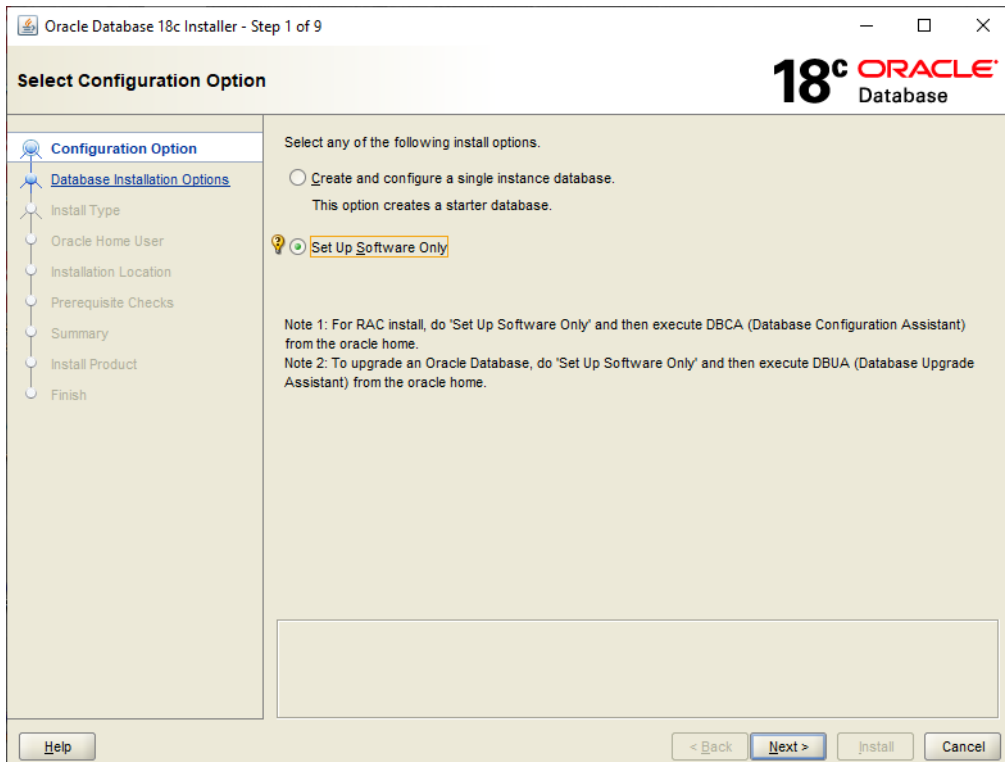 Oracle Database 18c Installer - Step 1 of 9
Select Configuration Option
18c ORACLE
Database
Configuration Option
Database Installation Options
Install Type
Oracle Home User
Installation Location
Prerequisite Checks
Summary
Install Product
Finish
Select any of the following install options.
Create and configure a single instance database.
This option creates a starter database.
Set Up Software Only
Note 1: For RAC install, do 'Set Up Software Only' and then execute DBCA (Database Configuration Assistant)
from the oracle home.
Note 2: To upgrade an Oracle Database, do 'Set Up Software Only' and then execute DBUA (Database Upgrade
Assistant) from the oracle home.
Help
< Back
Next >
Install
Cancel